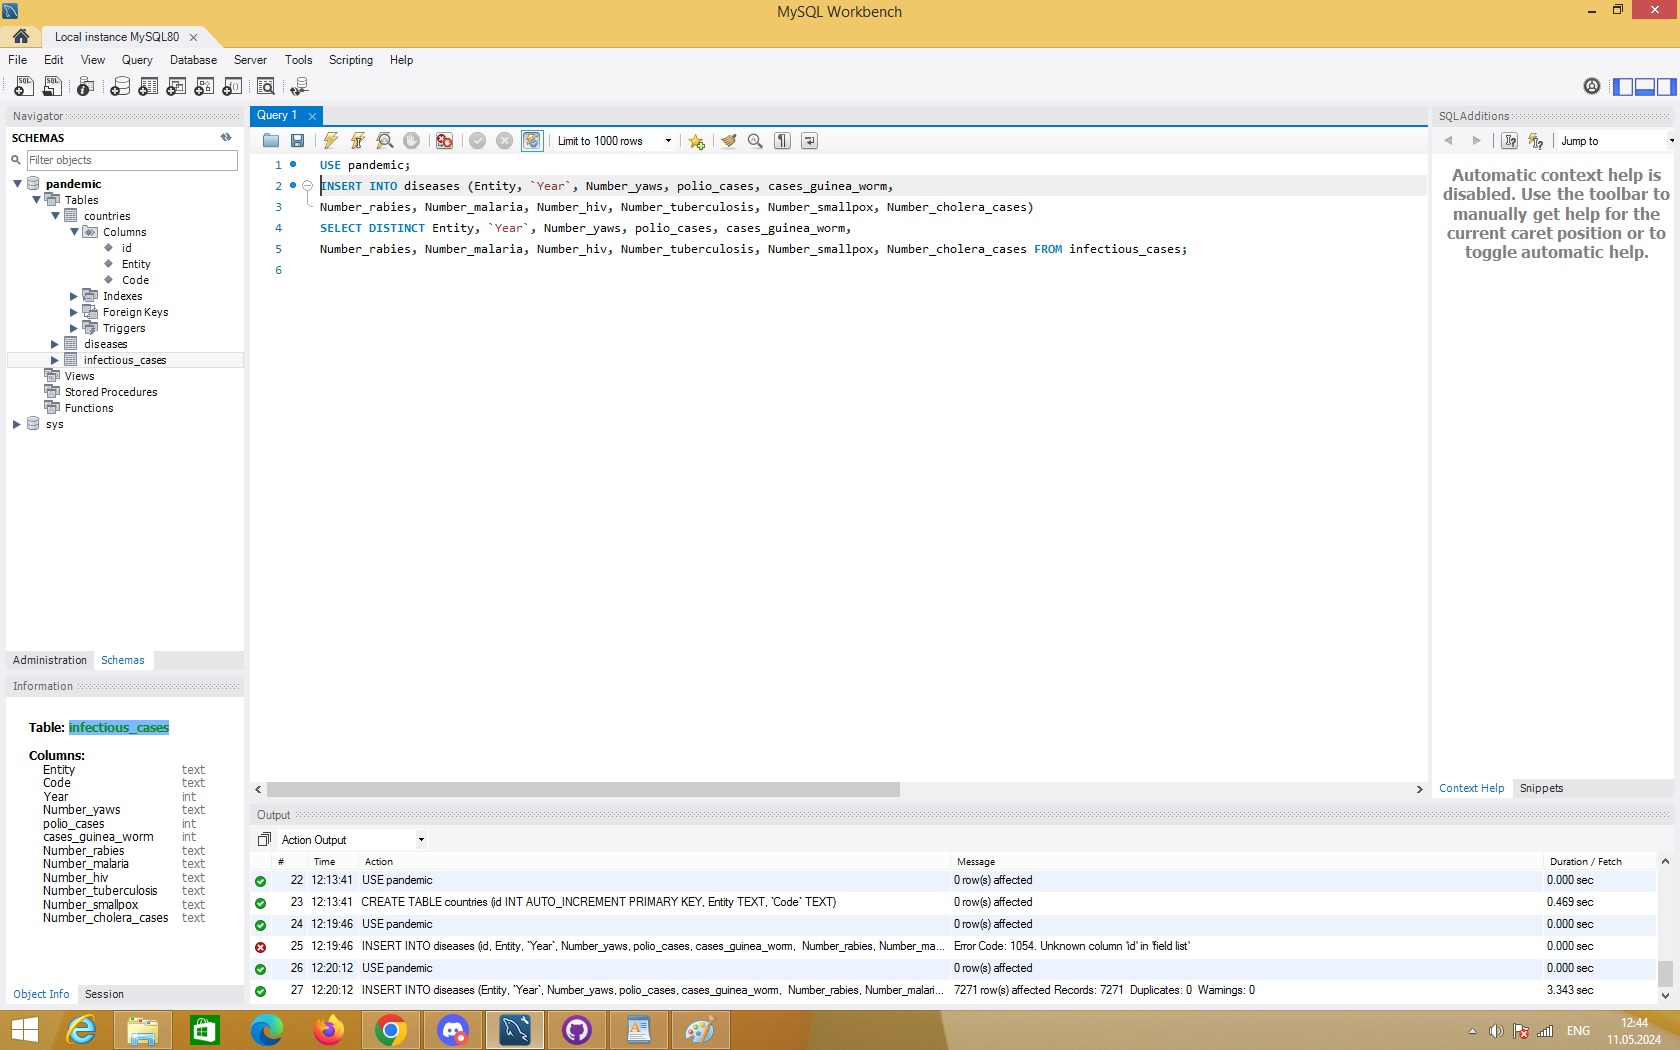 MySQL Workbench
Local instance MySQL80
File Edit View Query Database Server Tools Scripting Help
Navigator
SCHEMAS
Filter objects
pandemic
Tables
countries
Columns
id
Entity
Code
Indexes
Foreign Keys
Triggers
diseases
infectious_cases
Views
Stored Procedures
Functions
sys
Administration Schemas
Information
Table: infectious_cases
Columns:
Entity text
Code text
Year int
Number_yaws text
polio_cases int
cases_guinea_worm int
Number_rabies text
Number_malaria text
Number_hiv text
Number_tuberculosis text
Number_smallpox text
Number_cholera_cases text
Object Info Session
Query 1
Limit to 1000 rows
1 USE pandemic;
2 INSERT INTO diseases (Entity, `Year`, Number_yaws, polio_cases, cases_guinea_worm,
3 Number_rabies, Number_malaria, Number_hiv, Number_tuberculosis, Number_smallpox, Number_cholera_cases)
4 SELECT DISTINCT Entity, `Year`, Number_yaws, polio_cases, cases_guinea_worm,
5 Number_rabies, Number_malaria, Number_hiv, Number_tuberculosis, Number_smallpox, Number_cholera_cases FROM infectious_cases;
6
SQLAdditions
Jump to
Automatic context help is
disabled. Use the toolbar to
manually get help for the
current caret position or to
toggle automatic help.
Context Help Snippets
Output
Action Output
# Time Action Message Duration / Fetch
22 12:13:41 USE pandemic 0 row(s) affected 0.000 sec
23 12:13:41 CREATE TABLE countries (id INT AUTO_INCREMENT PRIMARY KEY, Entity TEXT, `Code` TEXT) 0 row(s) affected 0.469 sec
24 12:19:46 USE pandemic 0 row(s) affected 0.000 sec
25 12:19:46 INSERT INTO diseases (id, Entity, `Year`, Number_yaws, polio_cases, cases_guinea_worm, Number_rabies, Number_ma... Error Code: 1054. Unknown column 'id' in 'field list' 0.000 sec
26 12:20:12 USE pandemic 0 row(s) affected 0.000 sec
27 12:20:12 INSERT INTO diseases (Entity, `Year`, Number_yaws, polio_cases, cases_guinea_worm, Number_rabies, Number_malari... 7271 row(s) affected Records: 7271 Duplicates: 0 Warnings: 0 3.343 sec
ENG
12:44
11.05.2024